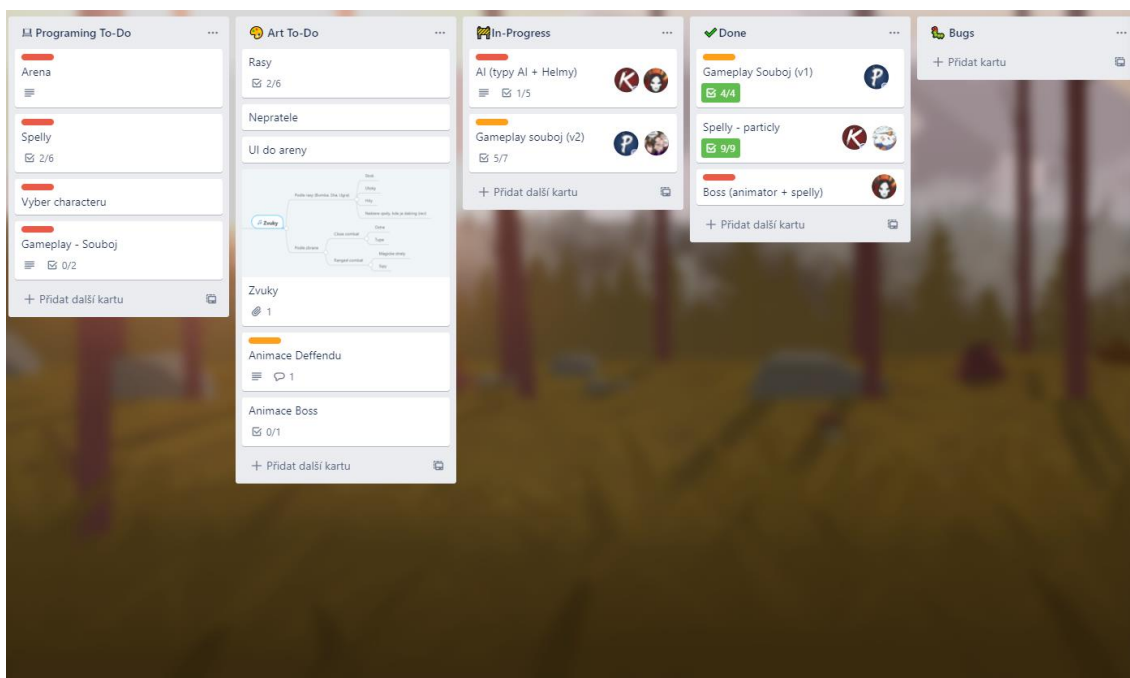 Programing To-Do
Arena
Spelly
2/6
Vyber characteru
Gameplay - Souboj
0/2
+ Přidat další kartu
Art To-Do
Rasy
2/6
Nepratele
UI do areny
Zvuky
Zvuky
1
Animace Deffendu
1
Animace Boss
0/1
+ Přidat další kartu
In-Progress
AI (typy AI + Helmy)
1/5
Gameplay souboj (v2)
5/7
+ Přidat další kartu
Done
Gameplay Souboj (v1)
4/4
Spelly - particly
9/9
Boss (animator + spelly)
+ Přidat další kartu
Bugs
+ Přidat kartu